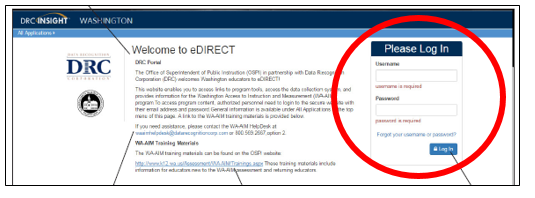 DRC INSIGHT WASHINGTON
All Applications
Welcome to eDIRECT
DRC Portal
The Office of Superintendent of Public Instruction (OSPI) in partnership with Data Recognition
Corporation (DRC) welcomes Washington educators to eDIRECT!
This website enables you to access links to program tools, access the data collection system, and
provides information for the Washington Access to Instruction and Measurement (WA-AIM)
program To access program content, authorized personnel need to login to the secure website with
their email address and password General information is available under All Applications the top
menu of this page. A link to the WA-AIM training materials is provided below.
If you need assistance, please contact the WA-AIM HelpDesk at
waaimhelpdesk@datarecognitioncorp.com or 800.509.2567,option 2.
WA-AIM Training Materials
The WA-AIM training materials can be found on the OSPI website:
http://www.k12.wa.us/assessment/WA-AIM/Trainings.aspx These training materials include
information for educators new to the WA-AIM assessment and returning educators
DATA RECOGNITION
DRC
CORPORATION
Please Log In
Username
username is required
Password
password is required
Forgot your username or password?
Log In